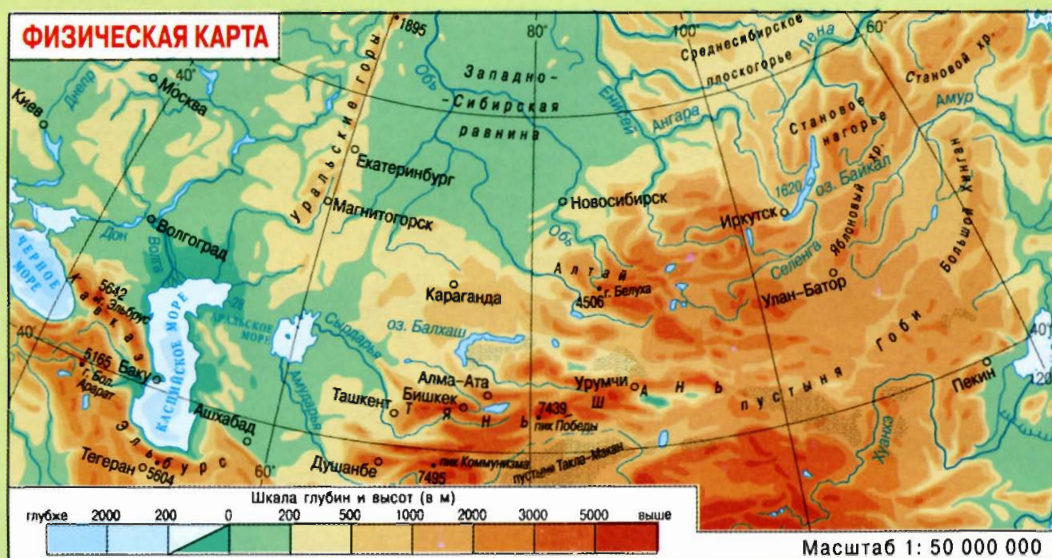 ФИЗИЧЕСКАЯ КАРТА
1895
80°
100°
60°
40°
Среднесибирское
плоскогорье
Лена
Становой хр.
Уральские горы
Обь
Западно-
-Сибирская
равнина
Енисей
Ангара
Становое
нагорье
Амур
Днепр
Москва
Киев
Екатеринбург
Магнитогорск
Новосибирск
Обь
1620
оз. Байкал
Иркутск
Яблоновый хр.
Большой Хинган
Селенга
Улан-Батор
Дон
Волгоград
Волга
ЧЕРНОЕ
МОРЕ
Кавказ
5642
г. Эльбрус
-28
КАСПИЙСКОЕ МОРЕ
АРАЛЬСКОЕ
МОРЕ
Сырдарья
Амударья
Караганда
оз. Балхаш
Алтай
4506
г. Белуха
40°
5165
г. Бол.
Арарат
Баку
Ашхабад
Эльбурс
Тегеран
5604
60°
Ташкент
Бишкек
Алма-Ата
Урумчи
Тянь Шань
7439
пик Победы
Душанбе
пик Коммунизма
7495
пустыня Такла-Макан
пустыня Гоби
Хуанхэ
Пекин
40°
120°
Шкала глубин и высот (в м)
глубже 2000 200 0 200 500 1000 2000 3000 5000 выше
Масштаб 1: 50 000 000